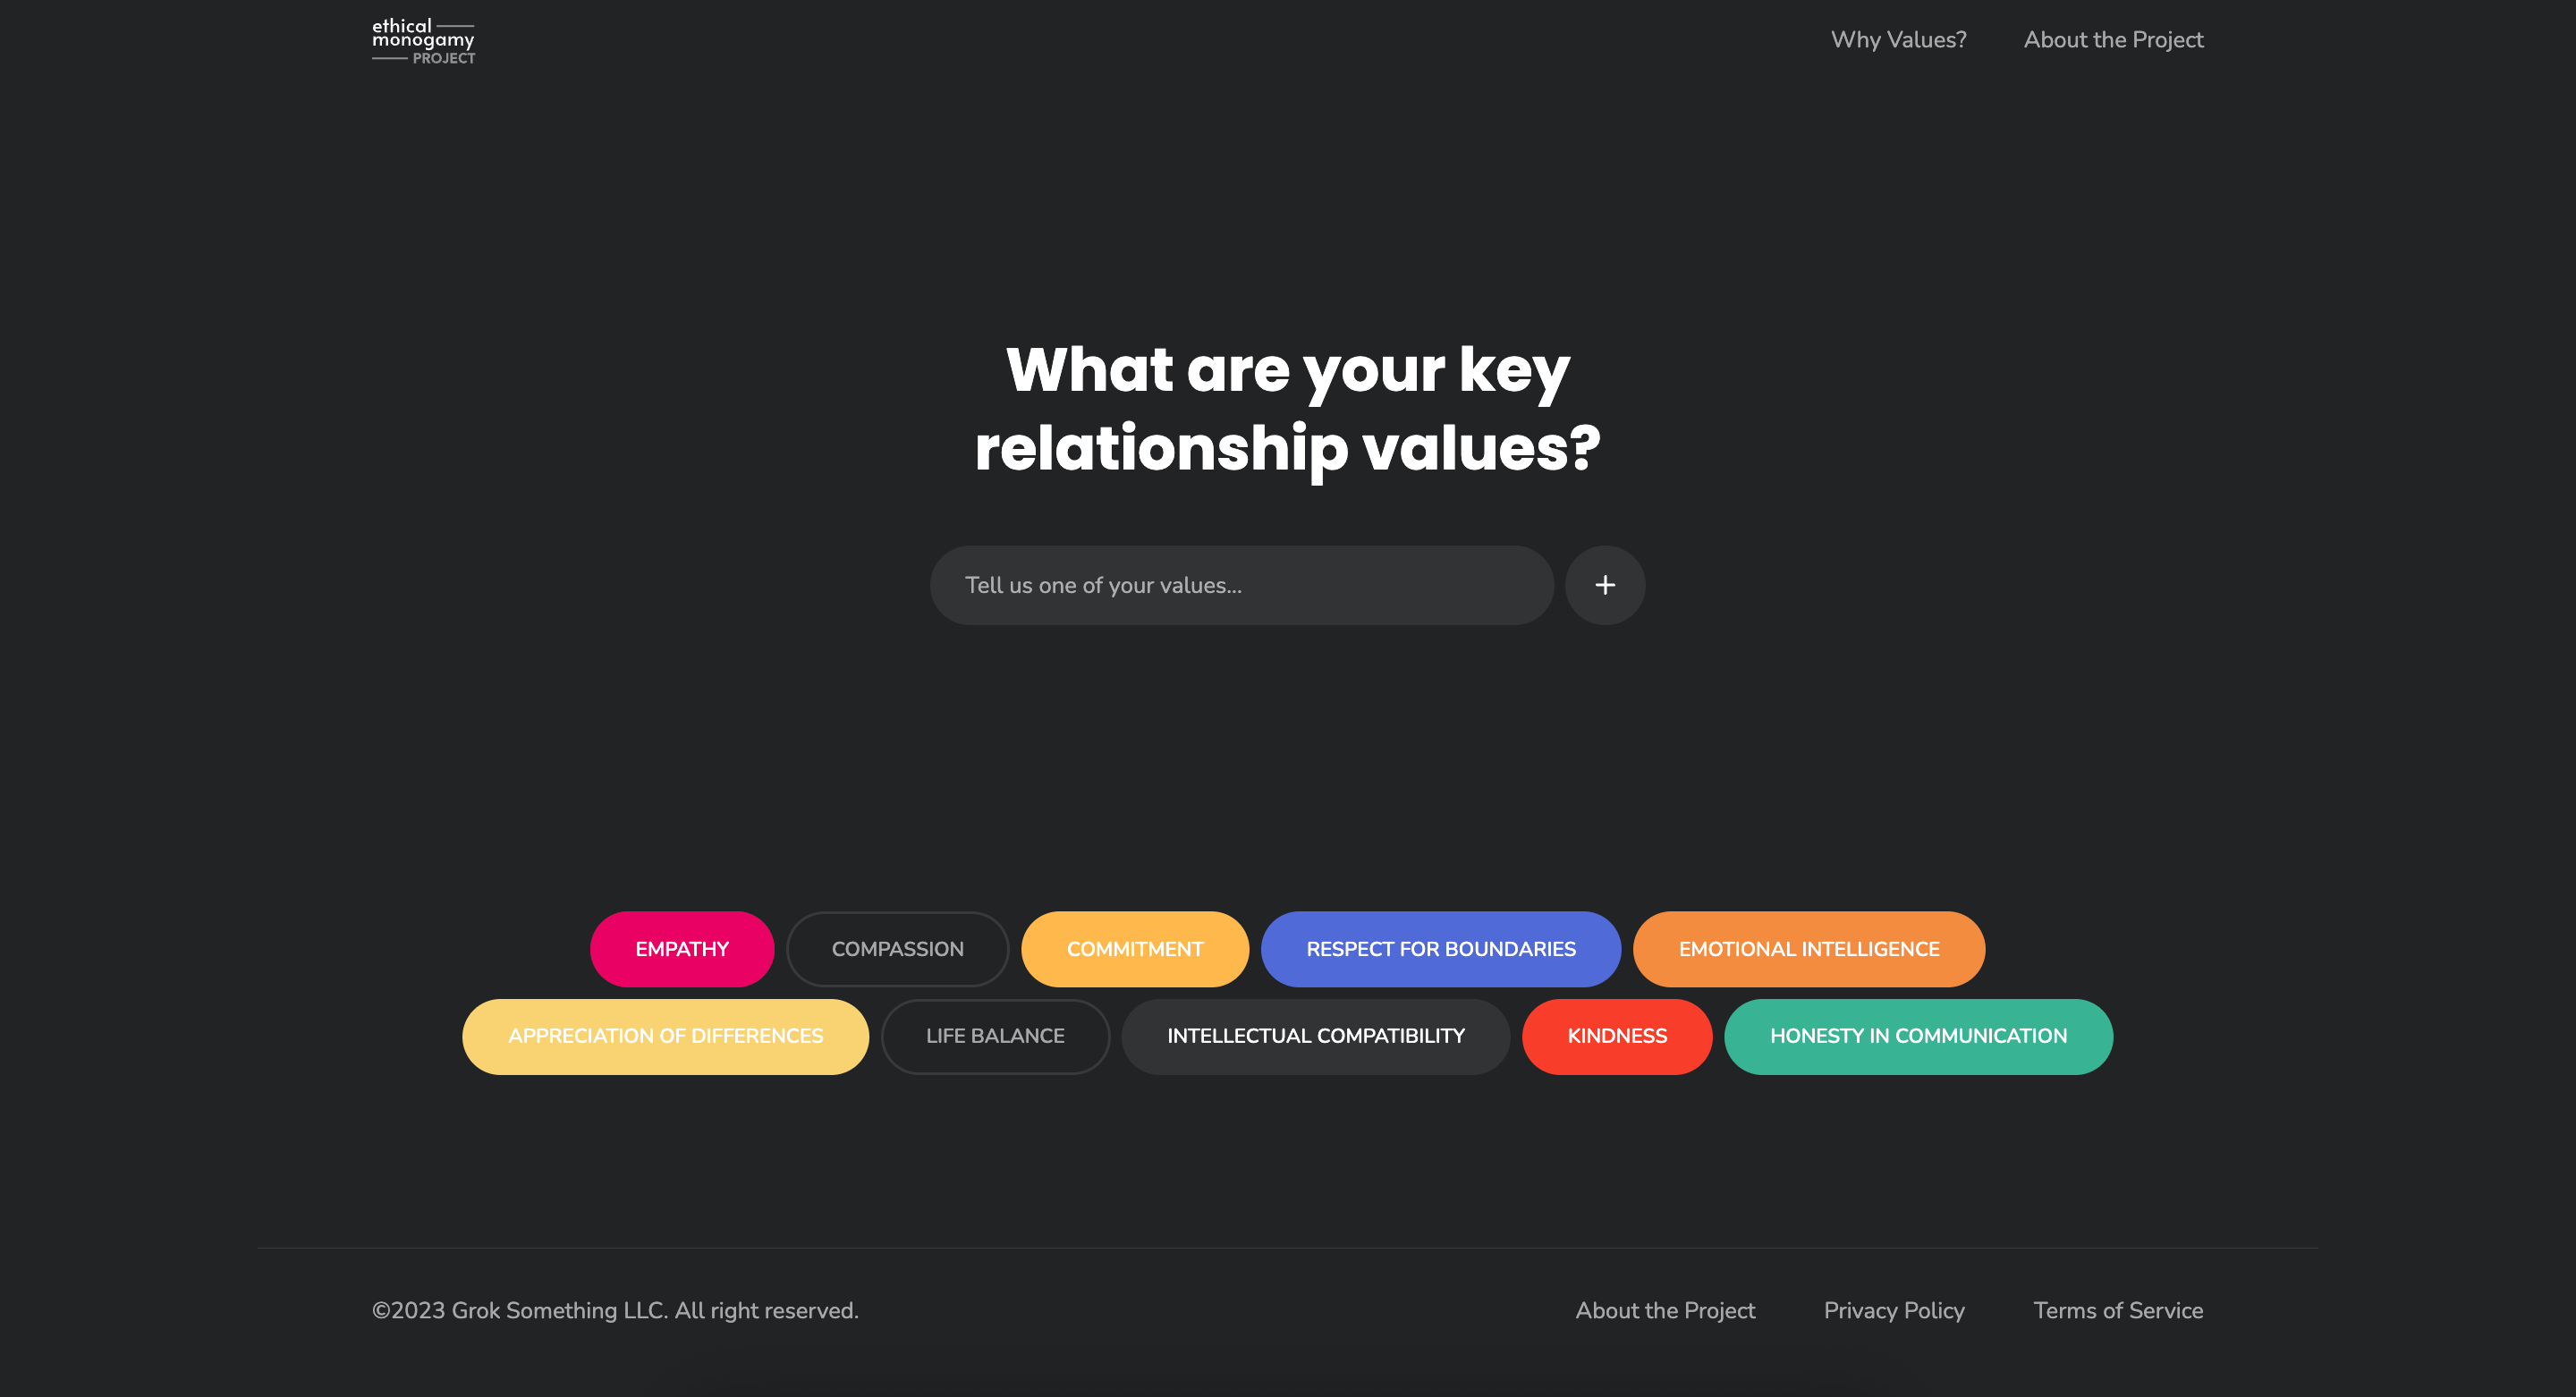 ethical
monogamy
PROJECT
Why Values?
About the Project
What are your key
relationship values?
Tell us one of your values...
+
EMPATHY
COMPASSION
COMMITMENT
RESPECT FOR BOUNDARIES
EMOTIONAL INTELLIGENCE
APPRECIATION OF DIFFERENCES
LIFE BALANCE
INTELLECTUAL COMPATIBILITY
KINDNESS
HONESTY IN COMMUNICATION
©2023 Grok Something LLC. All right reserved.
About the Project
Privacy Policy
Terms of Service